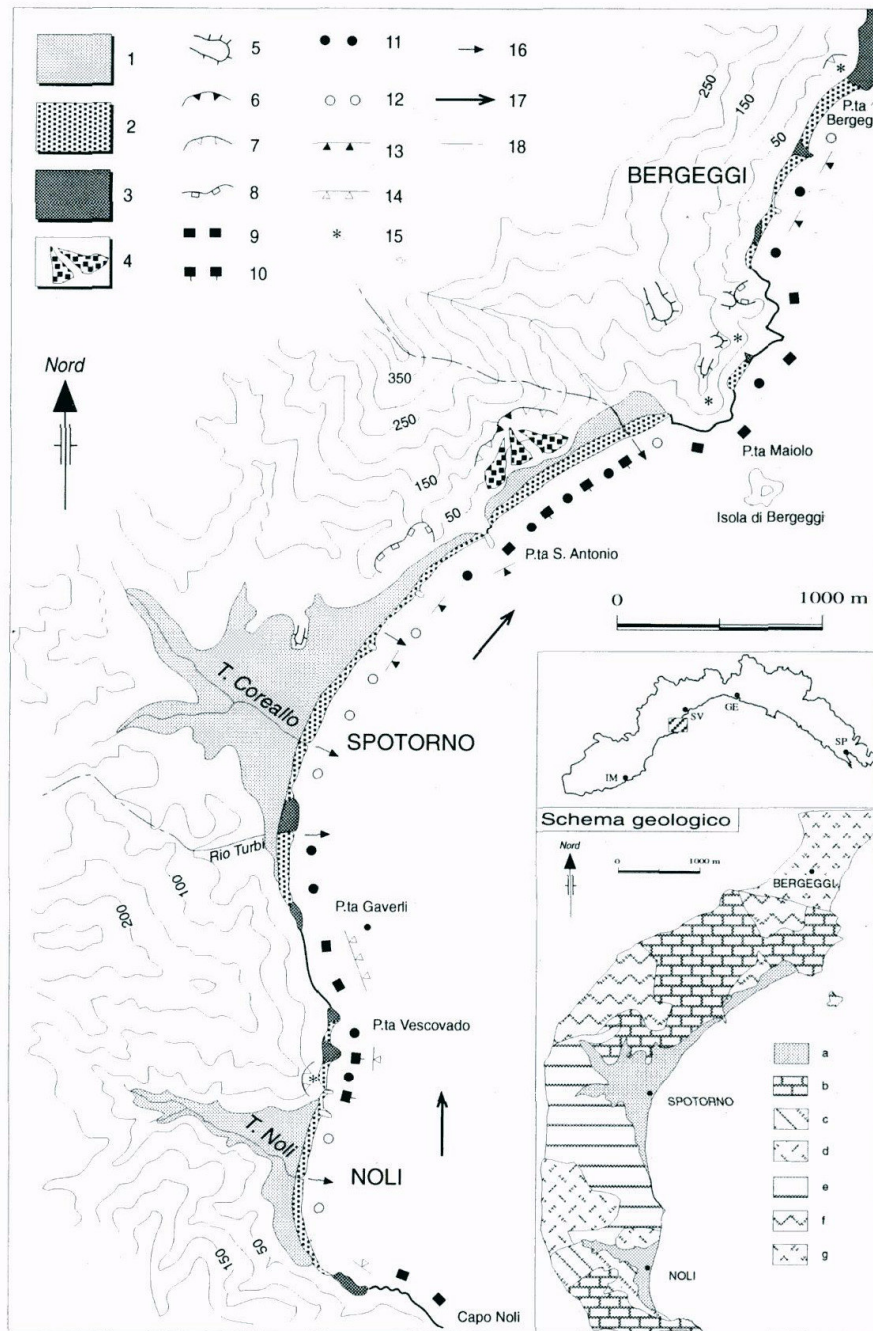 1
5
11
16
2
6
12
17
7
13
18
3
8
14
9
15
4
10
250
150
50
P.ta
Bergeggi
BERGEGGI
Nord
350
250
150
50
P.ta Maiolo
Isola di Bergeggi
P.ta S. Antonio
0 1000 m
T. Coreallo
SPOTORNO
Rio Turbi
100
200
P.ta Gaverli
P.ta Vescovado
T. Noli
NOLI
50
150
Capo Noli
GE
SV
SP
IM
Schema geologico
Nord
0 1000 m
BERGEGGI
a
b
SPOTORNO
c
d
e
f
g
NOLI